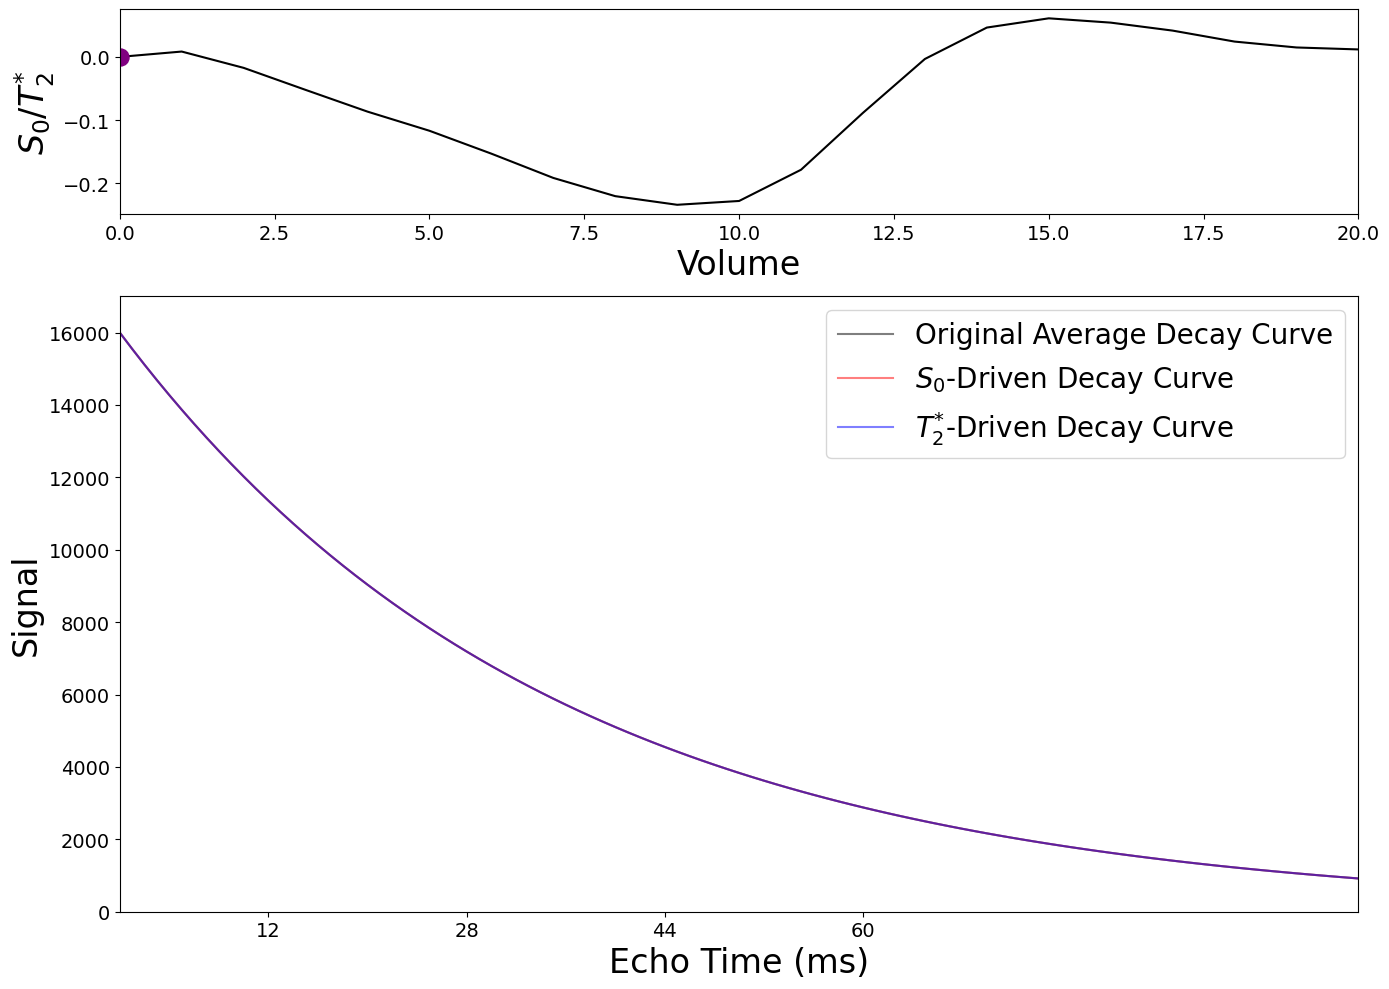 S₀/T₂*
0.0
−0.1
−0.2
0.0 2.5 5.0 7.5 10.0 12.5 15.0 17.5 20.0
Volume
Signal
16000
14000
12000
10000
8000
6000
4000
2000
0
Original Average Decay Curve
S₀-Driven Decay Curve
T₂*-Driven Decay Curve
12 28 44 60
Echo Time (ms)